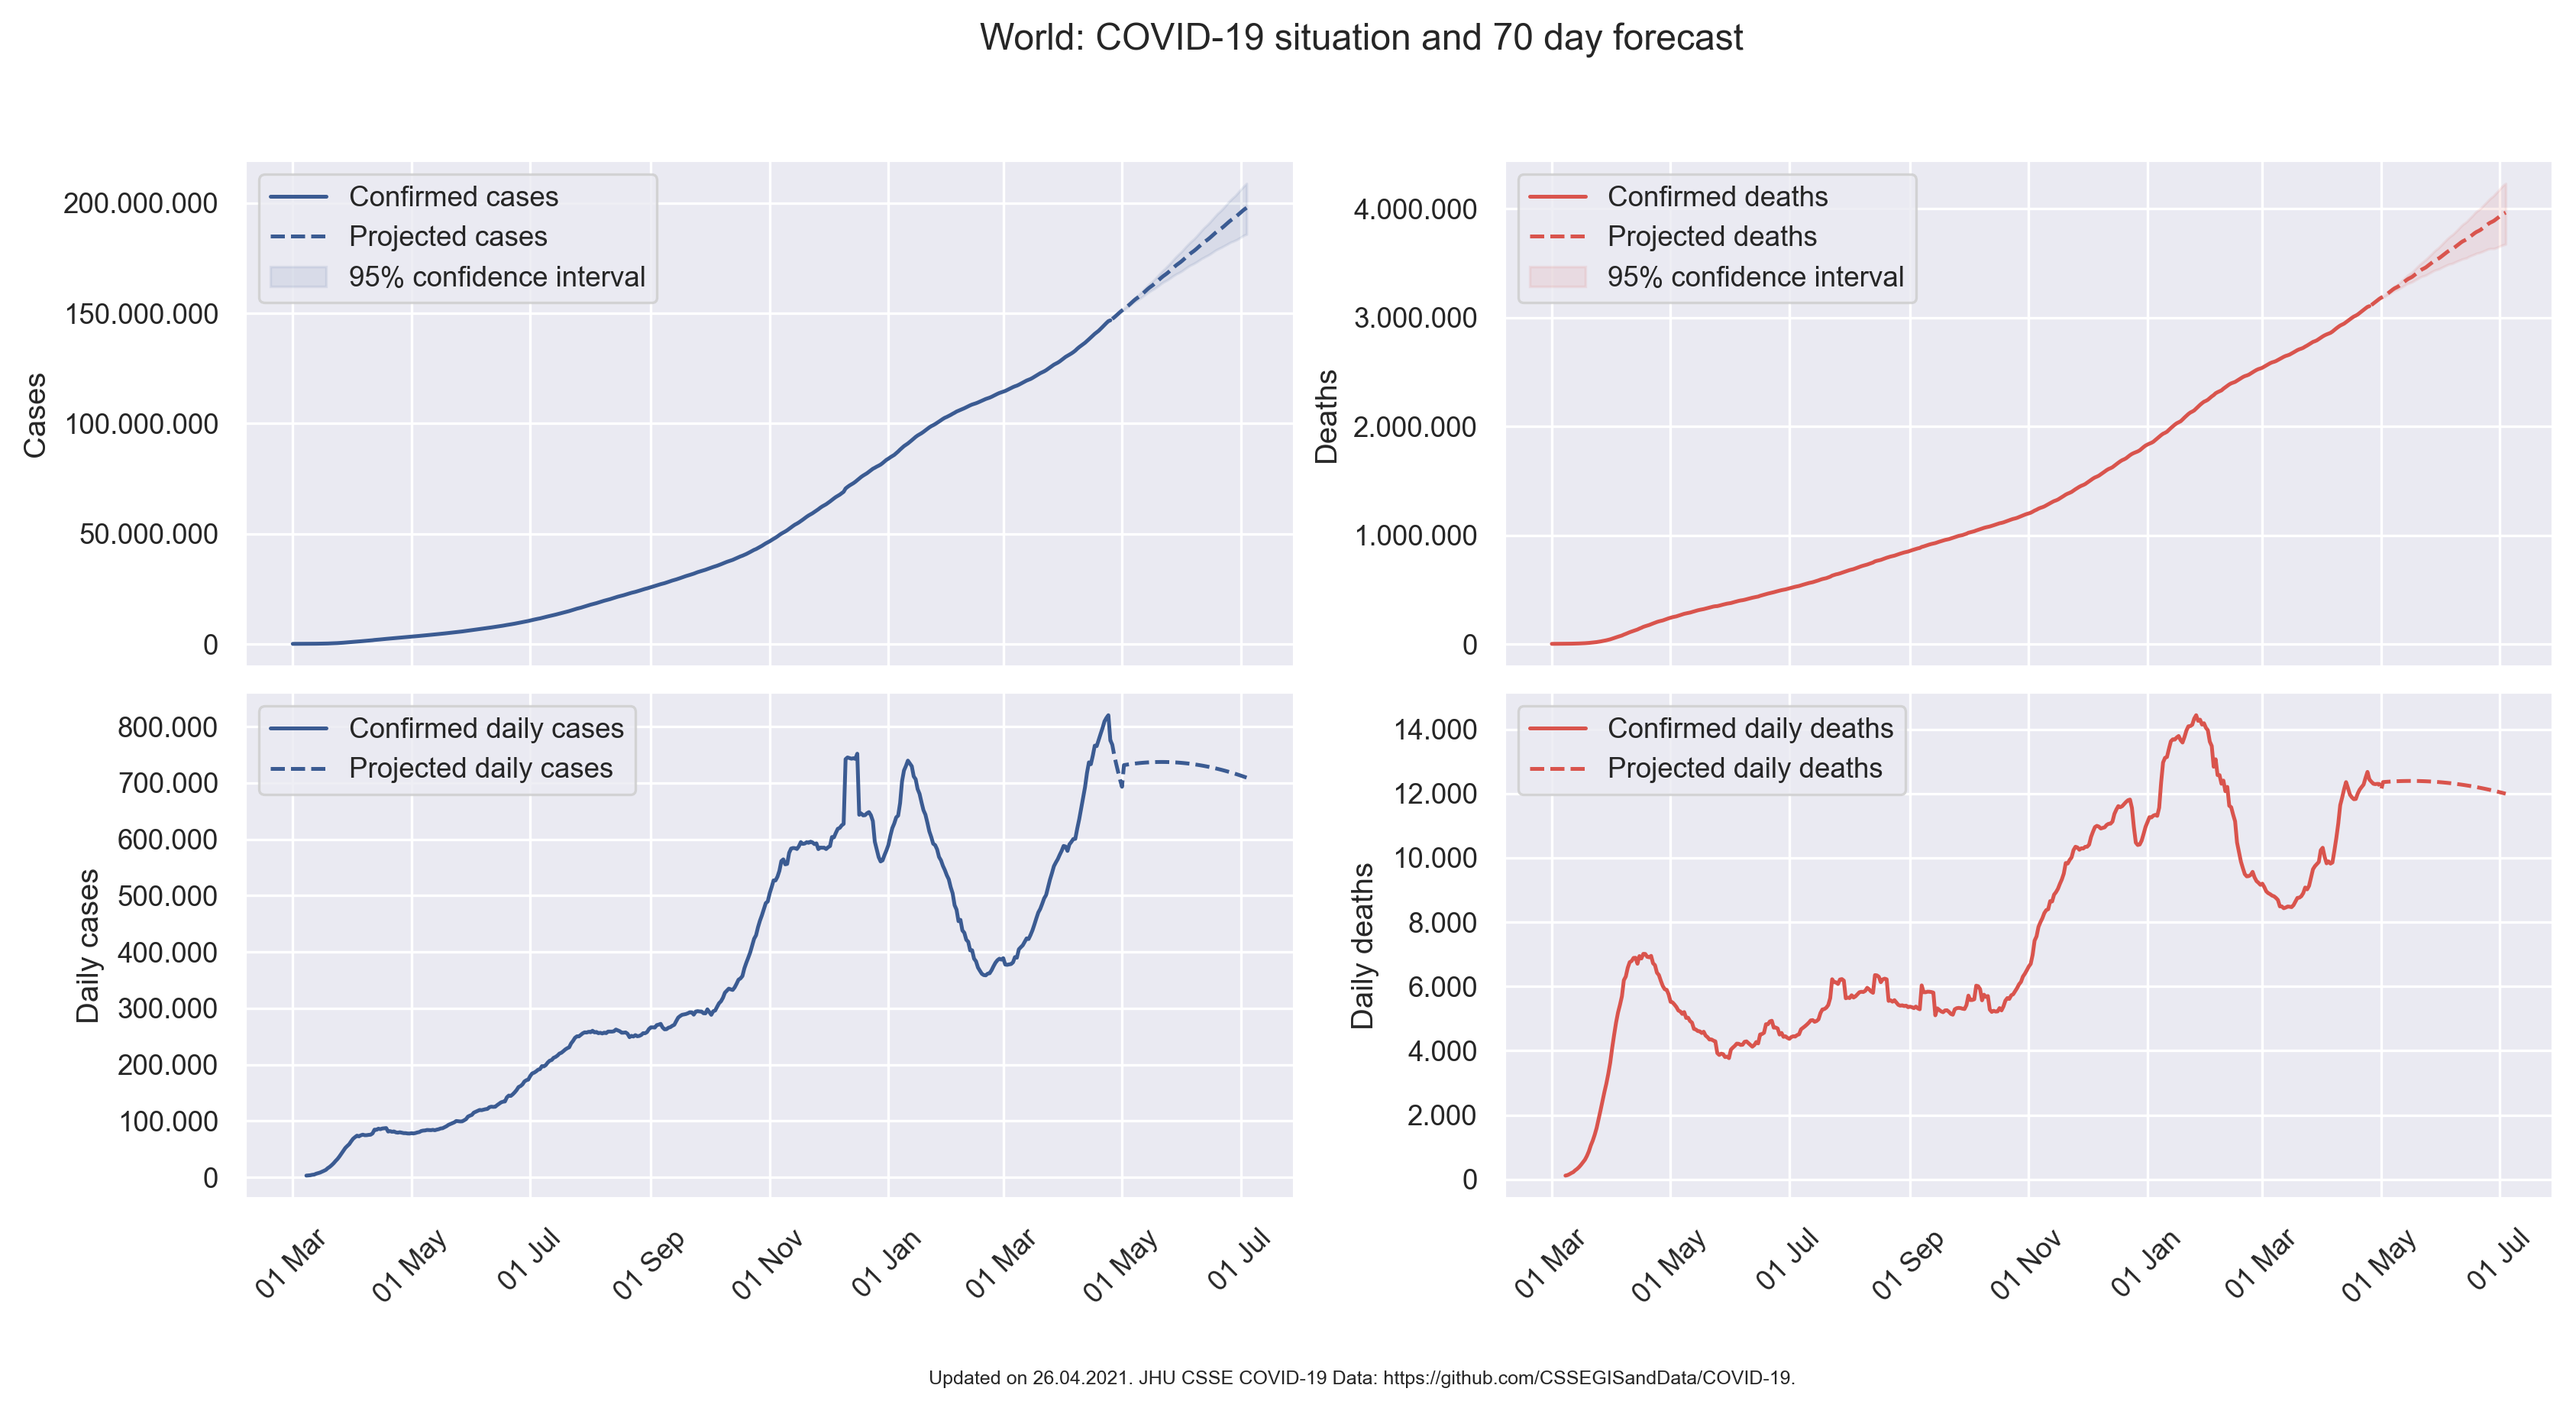 World: COVID-19 situation and 70 day forecast
Cases
200.000.000
150.000.000
100.000.000
50.000.000
0
Confirmed cases
Projected cases
95% confidence interval
Deaths
4.000.000
3.000.000
2.000.000
1.000.000
0
Confirmed deaths
Projected deaths
95% confidence interval
Daily cases
800.000
700.000
600.000
500.000
400.000
300.000
200.000
100.000
0
Confirmed daily cases
Projected daily cases
01 Mar
01 May
01 Jul
01 Sep
01 Nov
01 Jan
01 Mar
01 May
01 Jul
Daily deaths
14.000
12.000
10.000
8.000
6.000
4.000
2.000
0
Confirmed daily deaths
Projected daily deaths
01 Mar
01 May
01 Jul
01 Sep
01 Nov
01 Jan
01 Mar
01 May
01 Jul
Updated on 26.04.2021. JHU CSSE COVID-19 Data: https://github.com/CSSEGISandData/COVID-19.